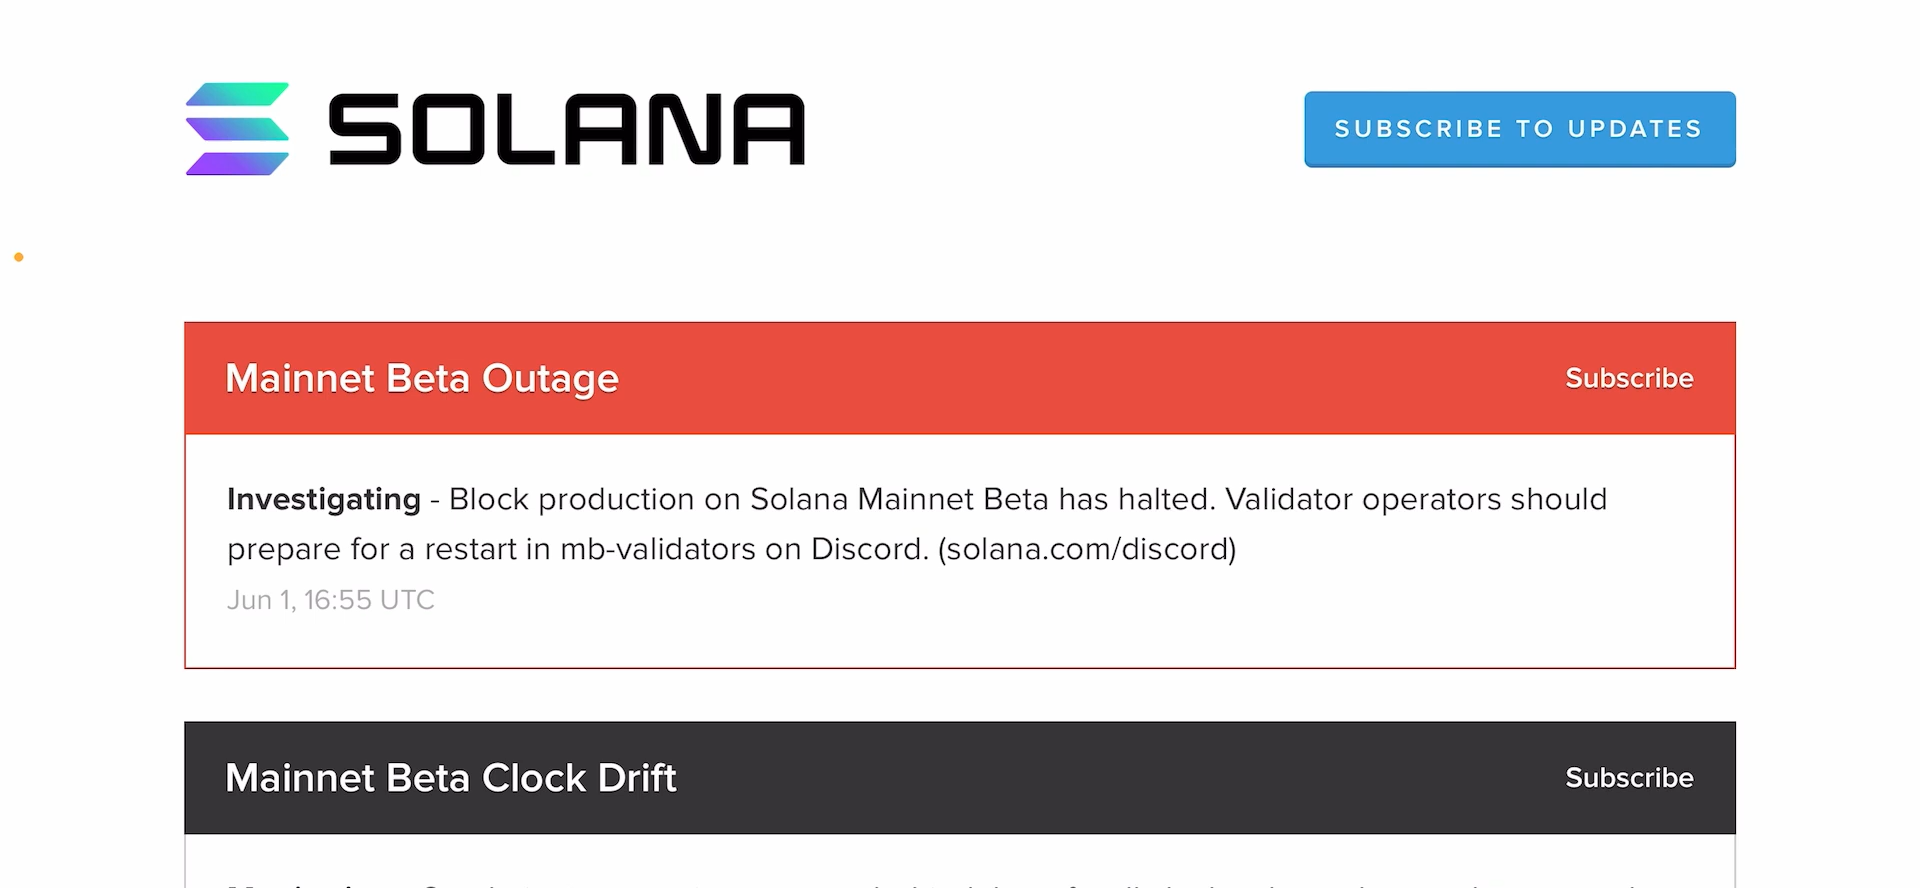 SOLANA
SUBSCRIBE TO UPDATES
Mainnet Beta Outage
Subscribe
Investigating - Block production on Solana Mainnet Beta has halted. Validator operators should
prepare for a restart in mb-validators on Discord. (solana.com/discord)
Jun 1, 16:55 UTC
Mainnet Beta Clock Drift
Subscribe